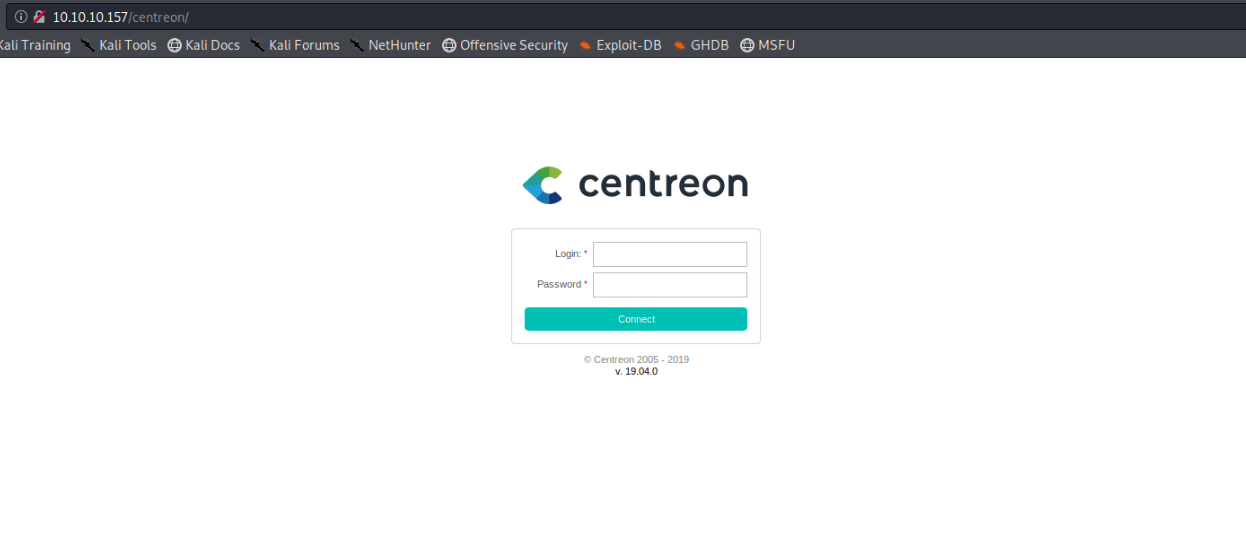 10.10.10.157/centreon/
Kali Training Kali Tools Kali Docs Kali Forums NetHunter Offensive Security Exploit-DB GHDB MSFU
centreon
Login: *
Password *
Connect
© Centreon 2005 - 2019
v. 19.04.0